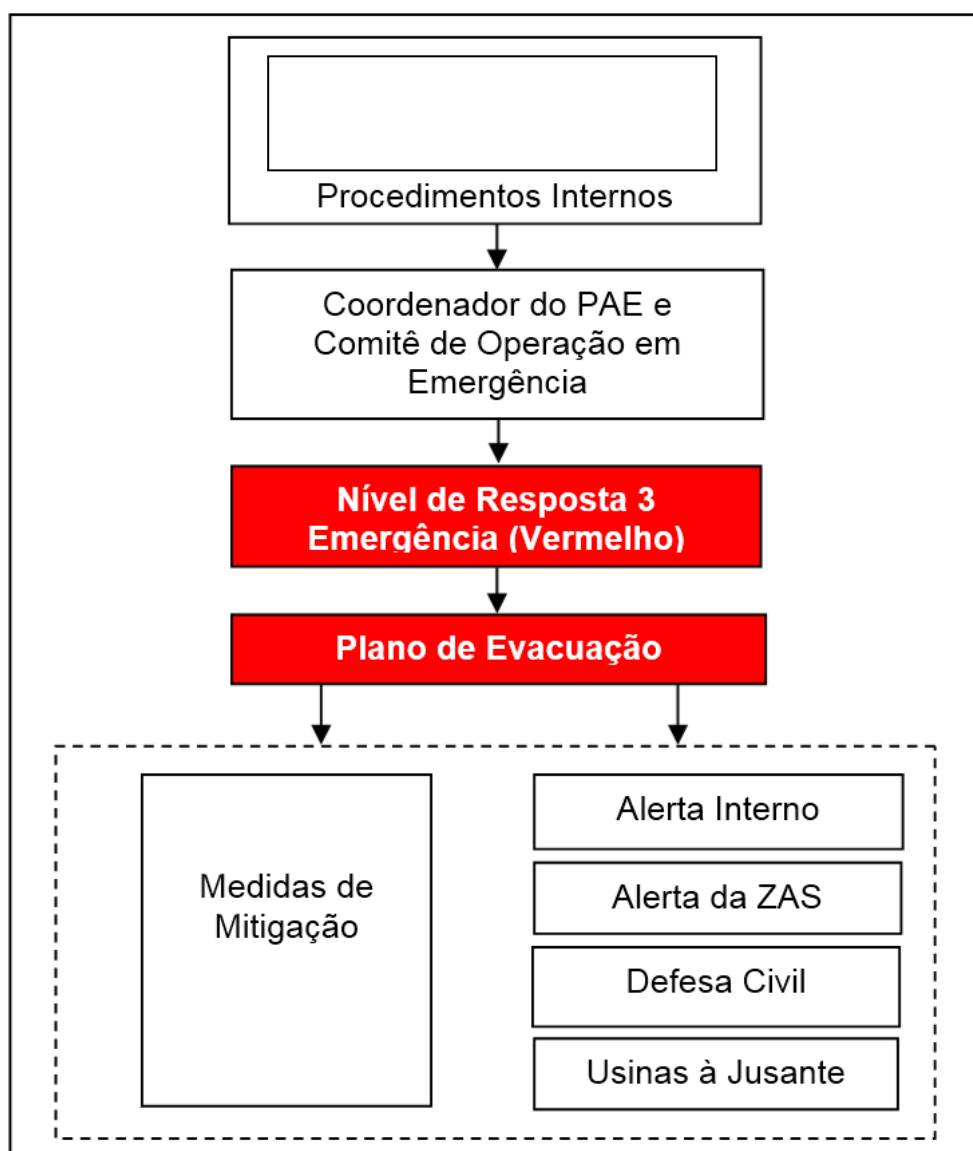 Procedimentos Internos
Coordenador do PAE e
Comitê de Operação em
Emergência
Nível de Resposta 3
Emergência (Vermelho)
Plano de Evacuação
Medidas de
Mitigação
Alerta Interno
Alerta da ZAS
Defesa Civil
Usinas à Jusante